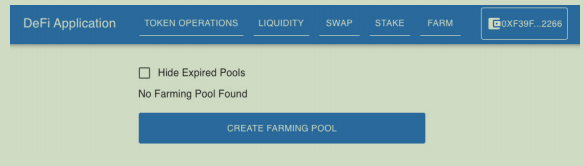 DeFi Application TOKEN OPERATIONS LIQUIDITY SWAP STAKE FARM 0XF39F...2266
Hide Expired Pools
No Farming Pool Found
CREATE FARMING POOL